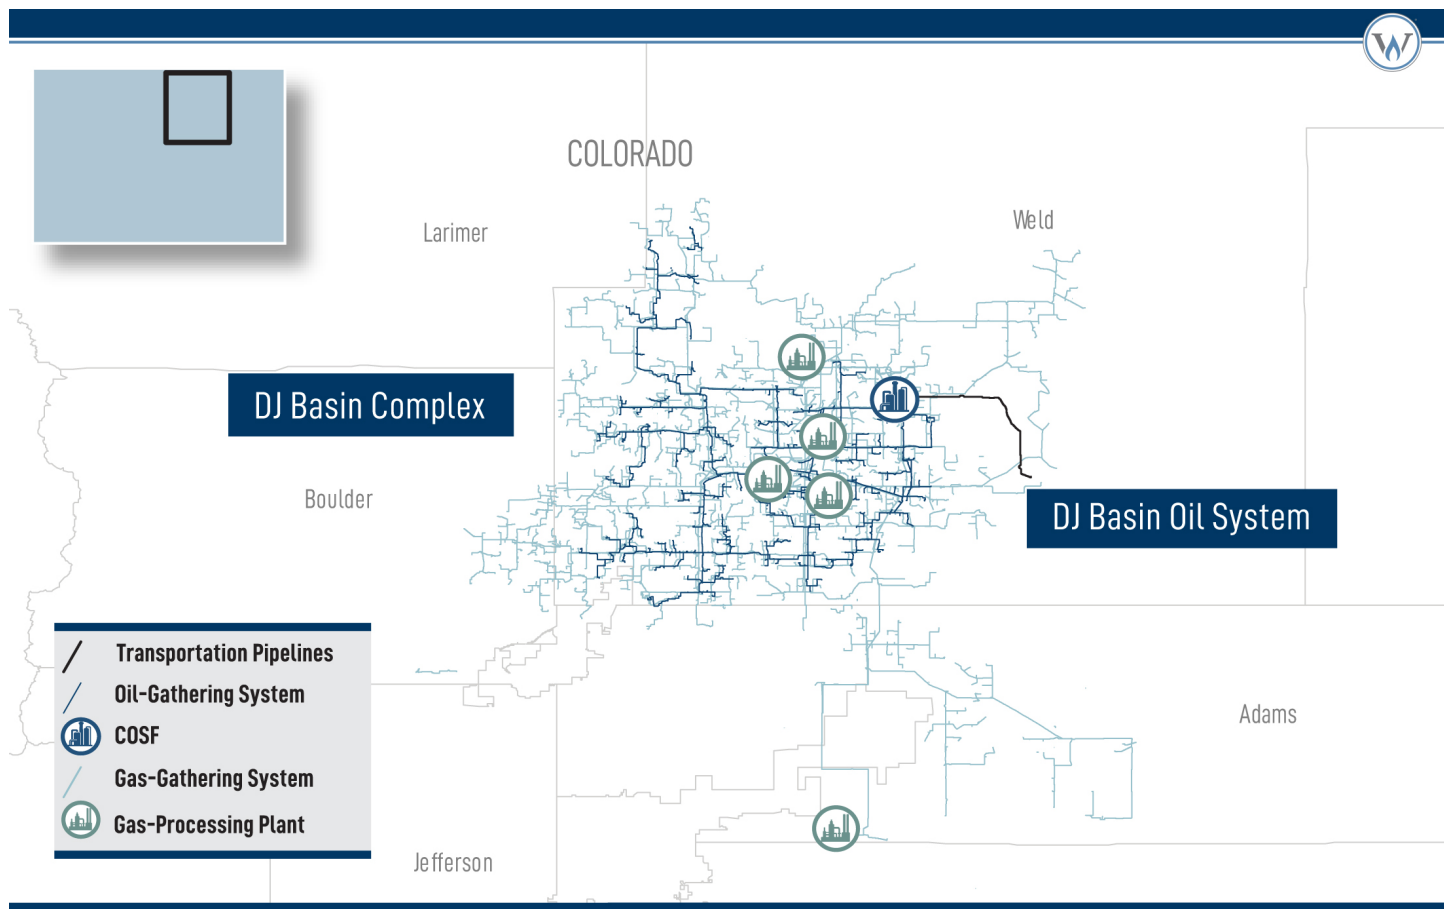 W
COLORADO
Larimer
Weld
DJ Basin Complex
Boulder
DJ Basin Oil System
Transportation Pipelines
Oil-Gathering System
COSF
Gas-Gathering System
Gas-Processing Plant
Adams
Jefferson